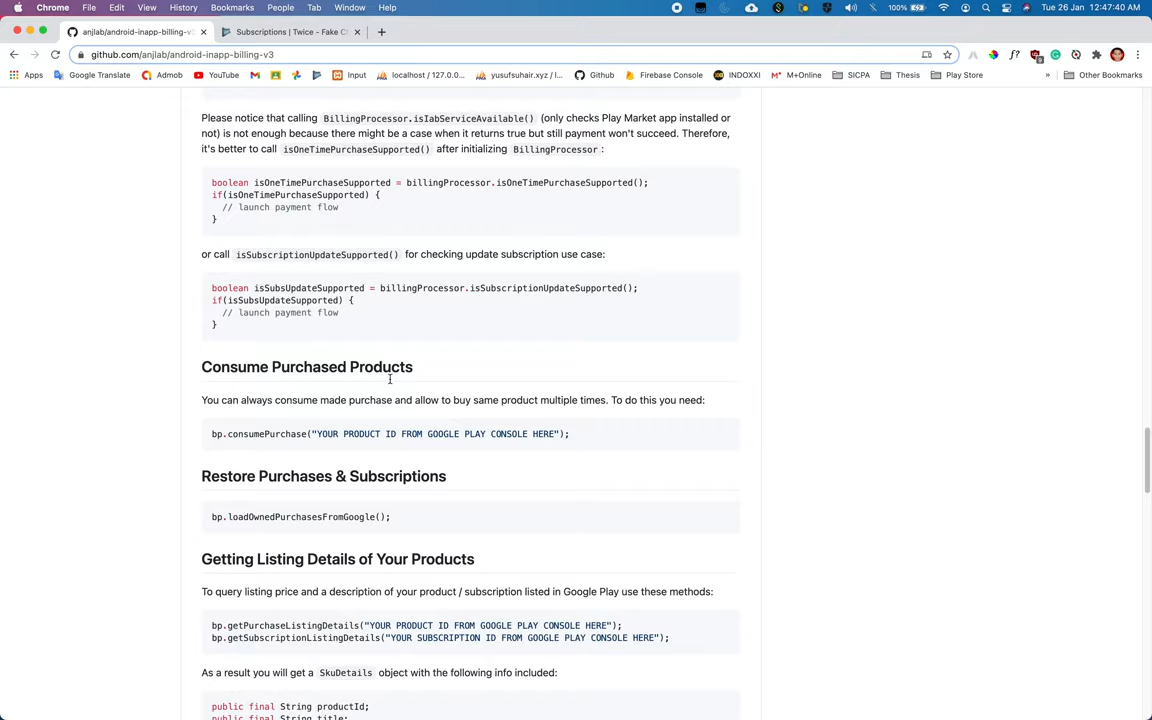 Chrome File Edit View History Bookmarks People Tab Window Help 100% Tue 26 Jan 12:47:40 AM
anjlab/android-inapp-billing-v3 Subscriptions | Twice - Fake C
github.com/anjlab/android-inapp-billing-v3
Apps Google Translate Admob YouTube Input localhost / 127.0.0... yusufsuhair.xyz / l... Github Firebase Console INDOXXI M+Online SICPA Thesis Play Store » Other Bookmarks
Please notice that calling BillingProcessor.isIabServiceAvailable() (only checks Play Market app installed or
not) is not enough because there might be a case when it returns true but still payment won't succeed. Therefore,
it's better to call isOneTimePurchaseSupported() after initializing BillingProcessor :
boolean isOneTimePurchaseSupported = billingProcessor.isOneTimePurchaseSupported();
if(isOneTimePurchaseSupported) {
// launch payment flow
}
or call isSubscriptionUpdateSupported() for checking update subscription use case:
boolean isSubsUpdateSupported = billingProcessor.isSubscriptionUpdateSupported();
if(isSubsUpdateSupported) {
// launch payment flow
}
Consume Purchased Products
You can always consume made purchase and allow to buy same product multiple times. To do this you need:
bp.consumePurchase("YOUR PRODUCT ID FROM GOOGLE PLAY CONSOLE HERE");
Restore Purchases & Subscriptions
bp.loadOwnedPurchasesFromGoogle();
Getting Listing Details of Your Products
To query listing price and a description of your product / subscription listed in Google Play use these methods:
bp.getPurchaseListingDetails("YOUR PRODUCT ID FROM GOOGLE PLAY CONSOLE HERE");
bp.getSubscriptionListingDetails("YOUR SUBSCRIPTION ID FROM GOOGLE PLAY CONSOLE HERE");
As a result you will get a SkuDetails object with the following info included:
public final String productId;
public final String title;